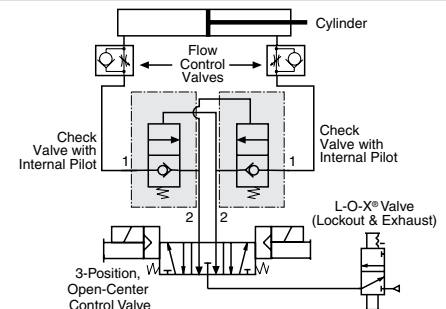 Cylinder
Flow
Control
Valves
Check
Valve with
Internal Pilot
1
Check
Valve with
Internal Pilot
1
2
2
L-O-X® Valve
(Lockout & Exhaust)
3-Position,
Open-Center
Control Valve